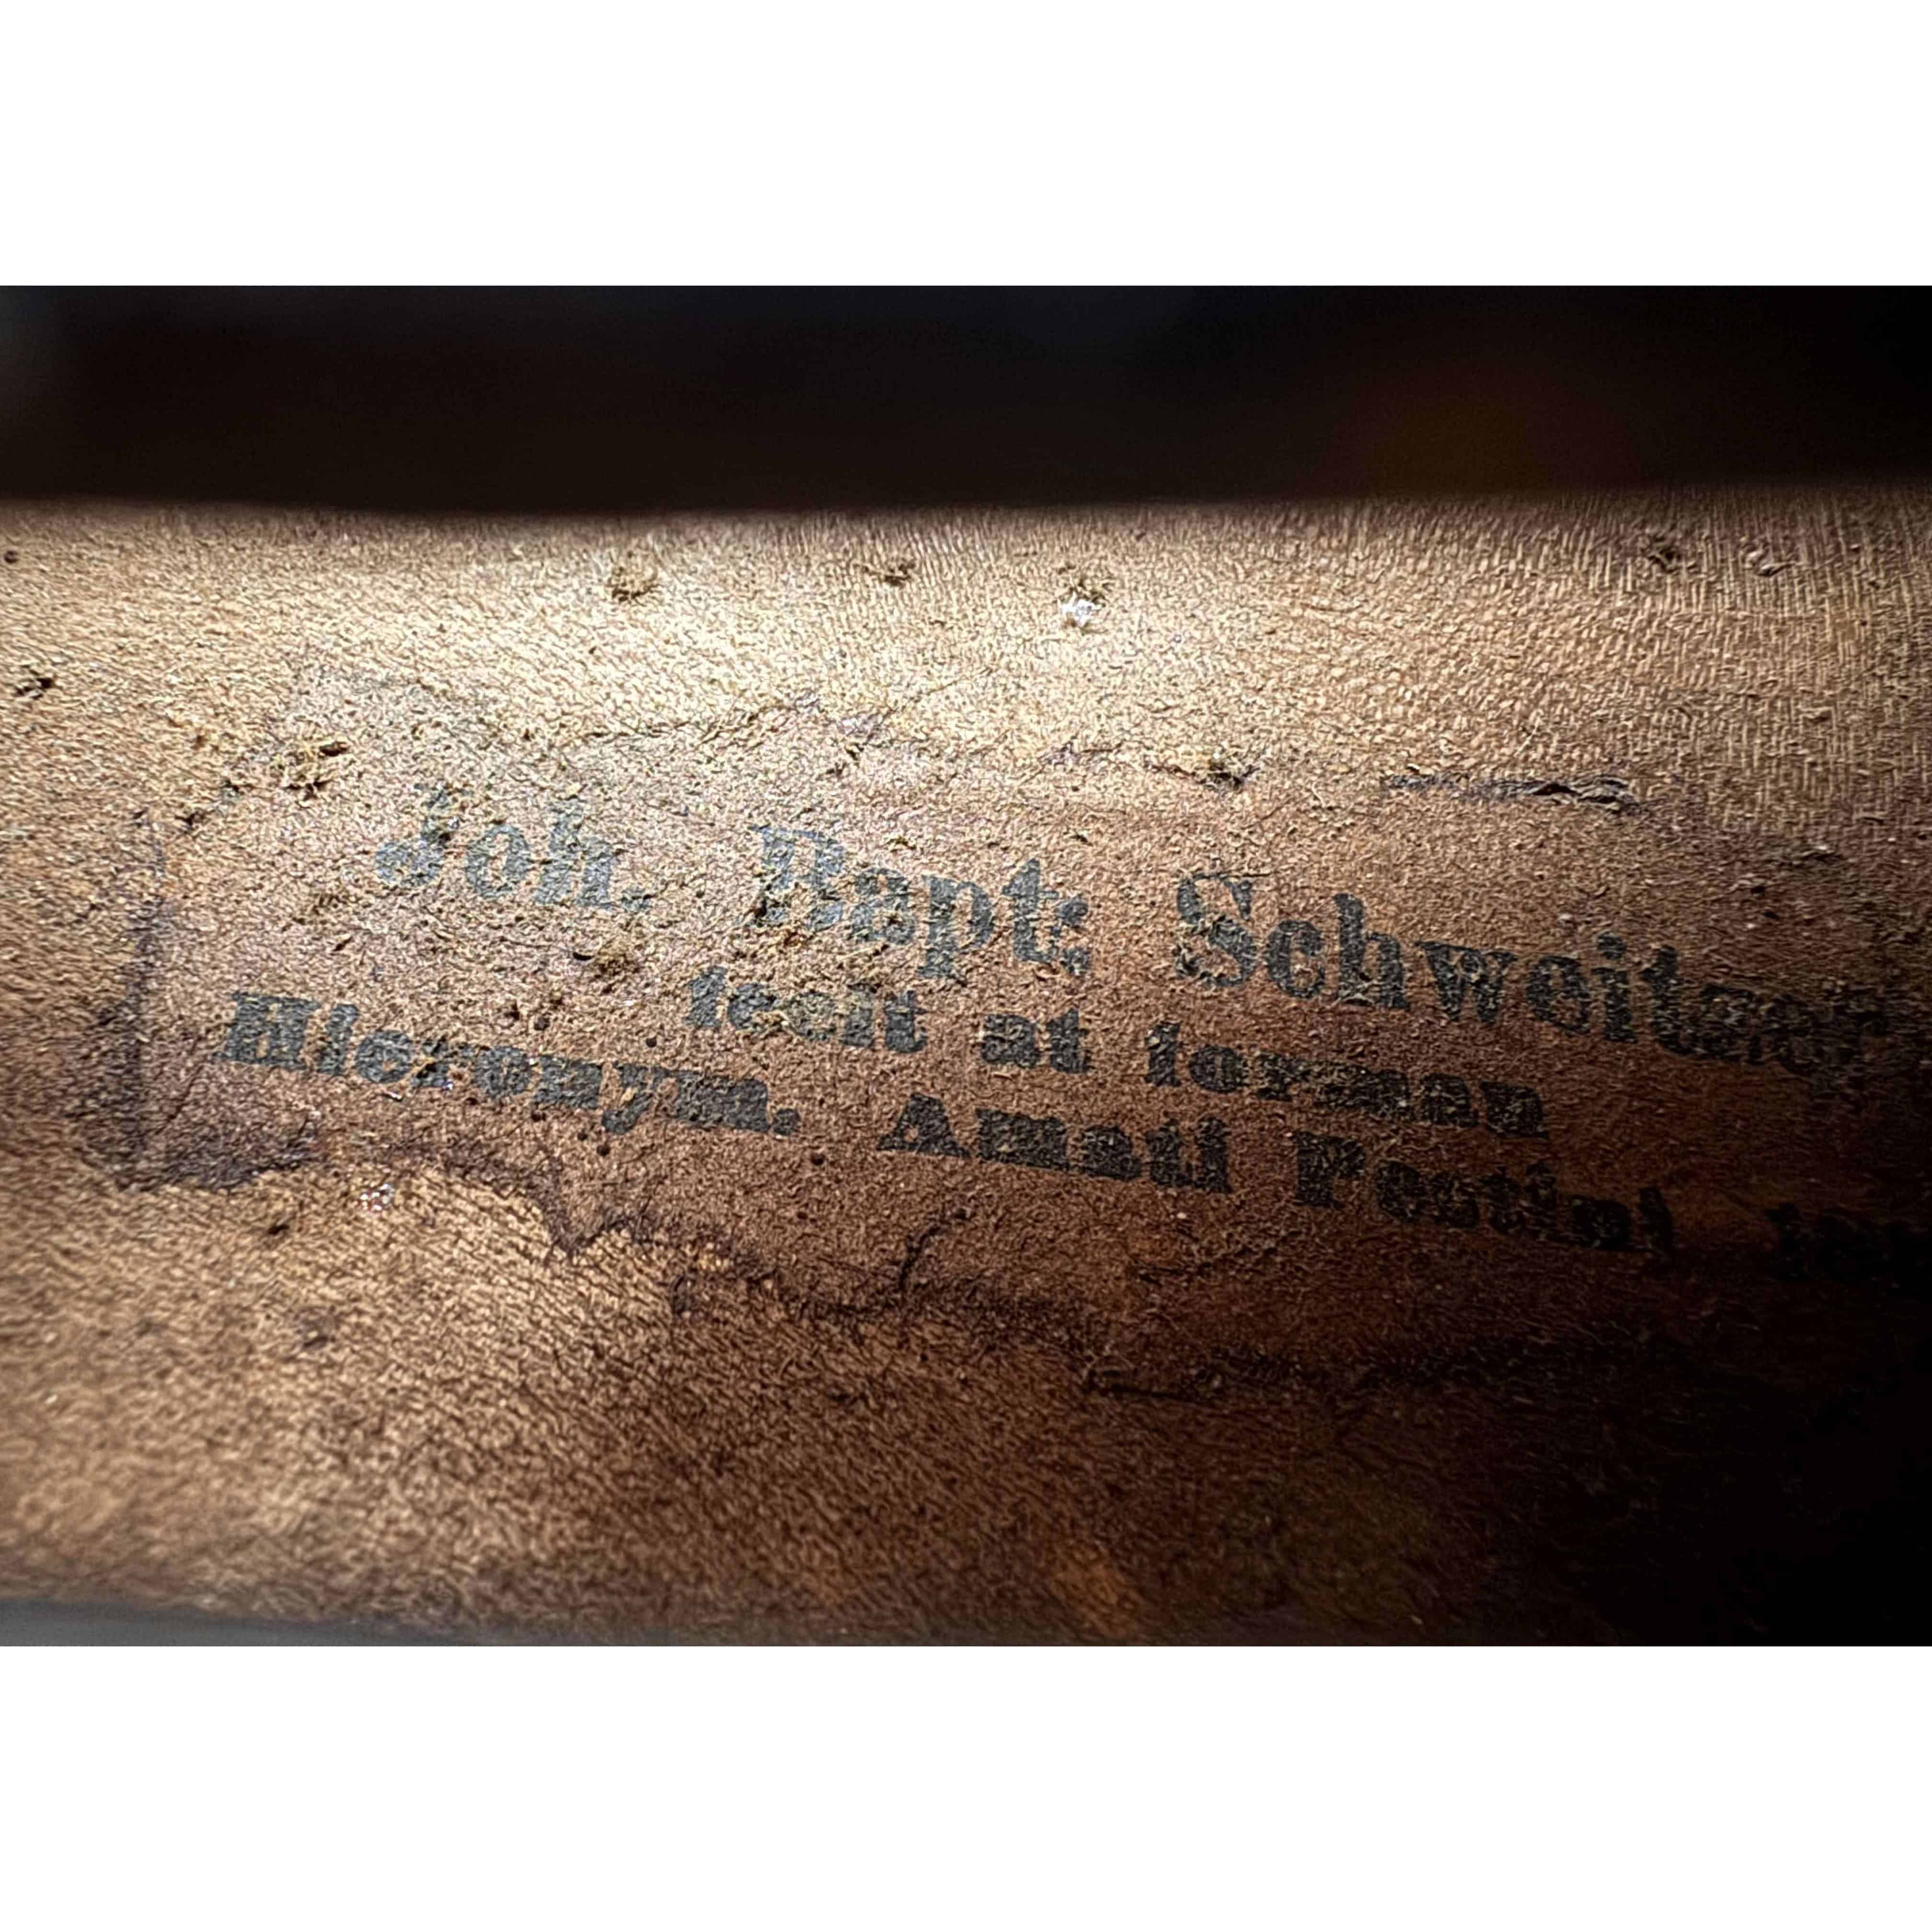 Joh. Bapt: Schweitzer
fecit at forman
Hieronym. Amati Pestini